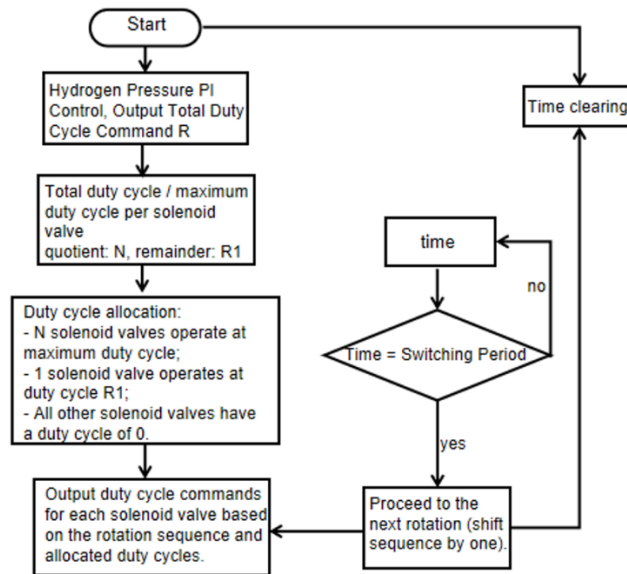 Start
Hydrogen Pressure PI
Control, Output Total Duty
Cycle Command R
Time clearing
Total duty cycle / maximum
duty cycle per solenoid
valve
quotient: N, remainder: R1
time
no
Duty cycle allocation:
- N solenoid valves operate at
maximum duty cycle;
- 1 solenoid valve operates at
duty cycle R1;
- All other solenoid valves have
a duty cycle of 0.
Time = Switching Period
yes
Output duty cycle commands
for each solenoid valve based
on the rotation sequence and
allocated duty cycles.
Proceed to the
next rotation (shift
sequence by one).